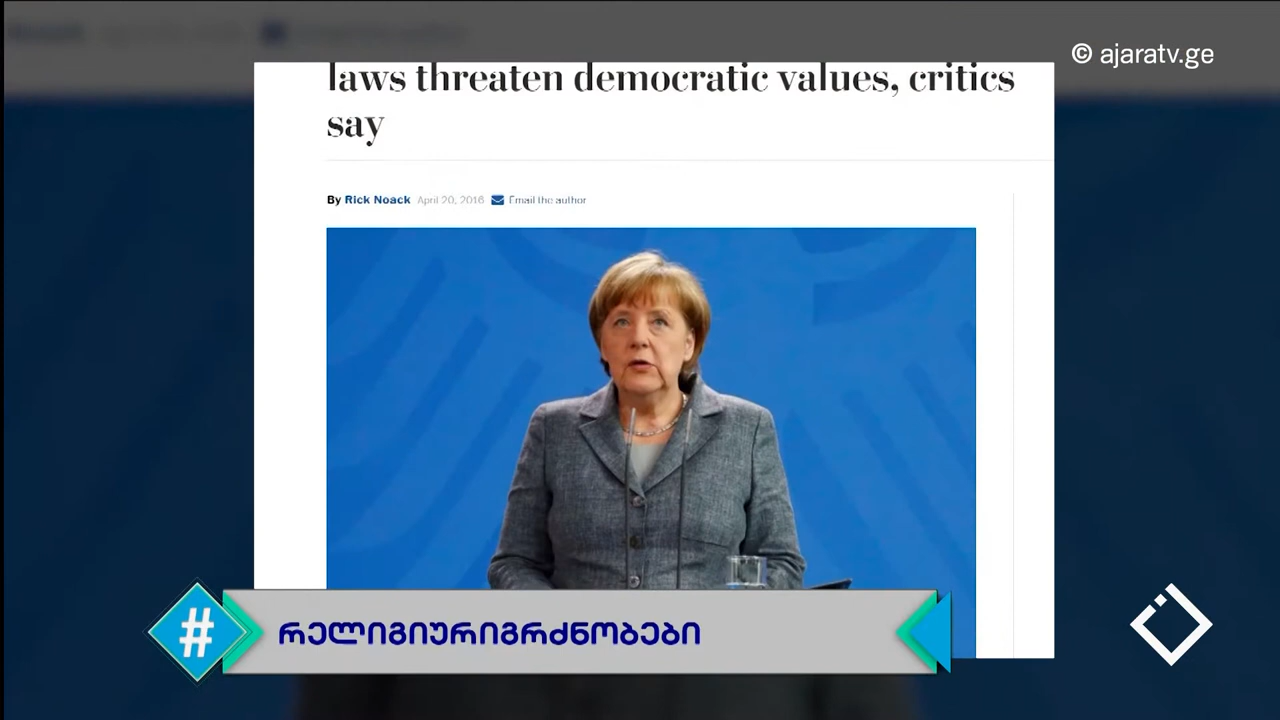 © ajaratv.ge
laws threaten democratic values, critics
say
By Rick Noack April 20, 2016 Email the author
# რელიგიურიგრძნობები